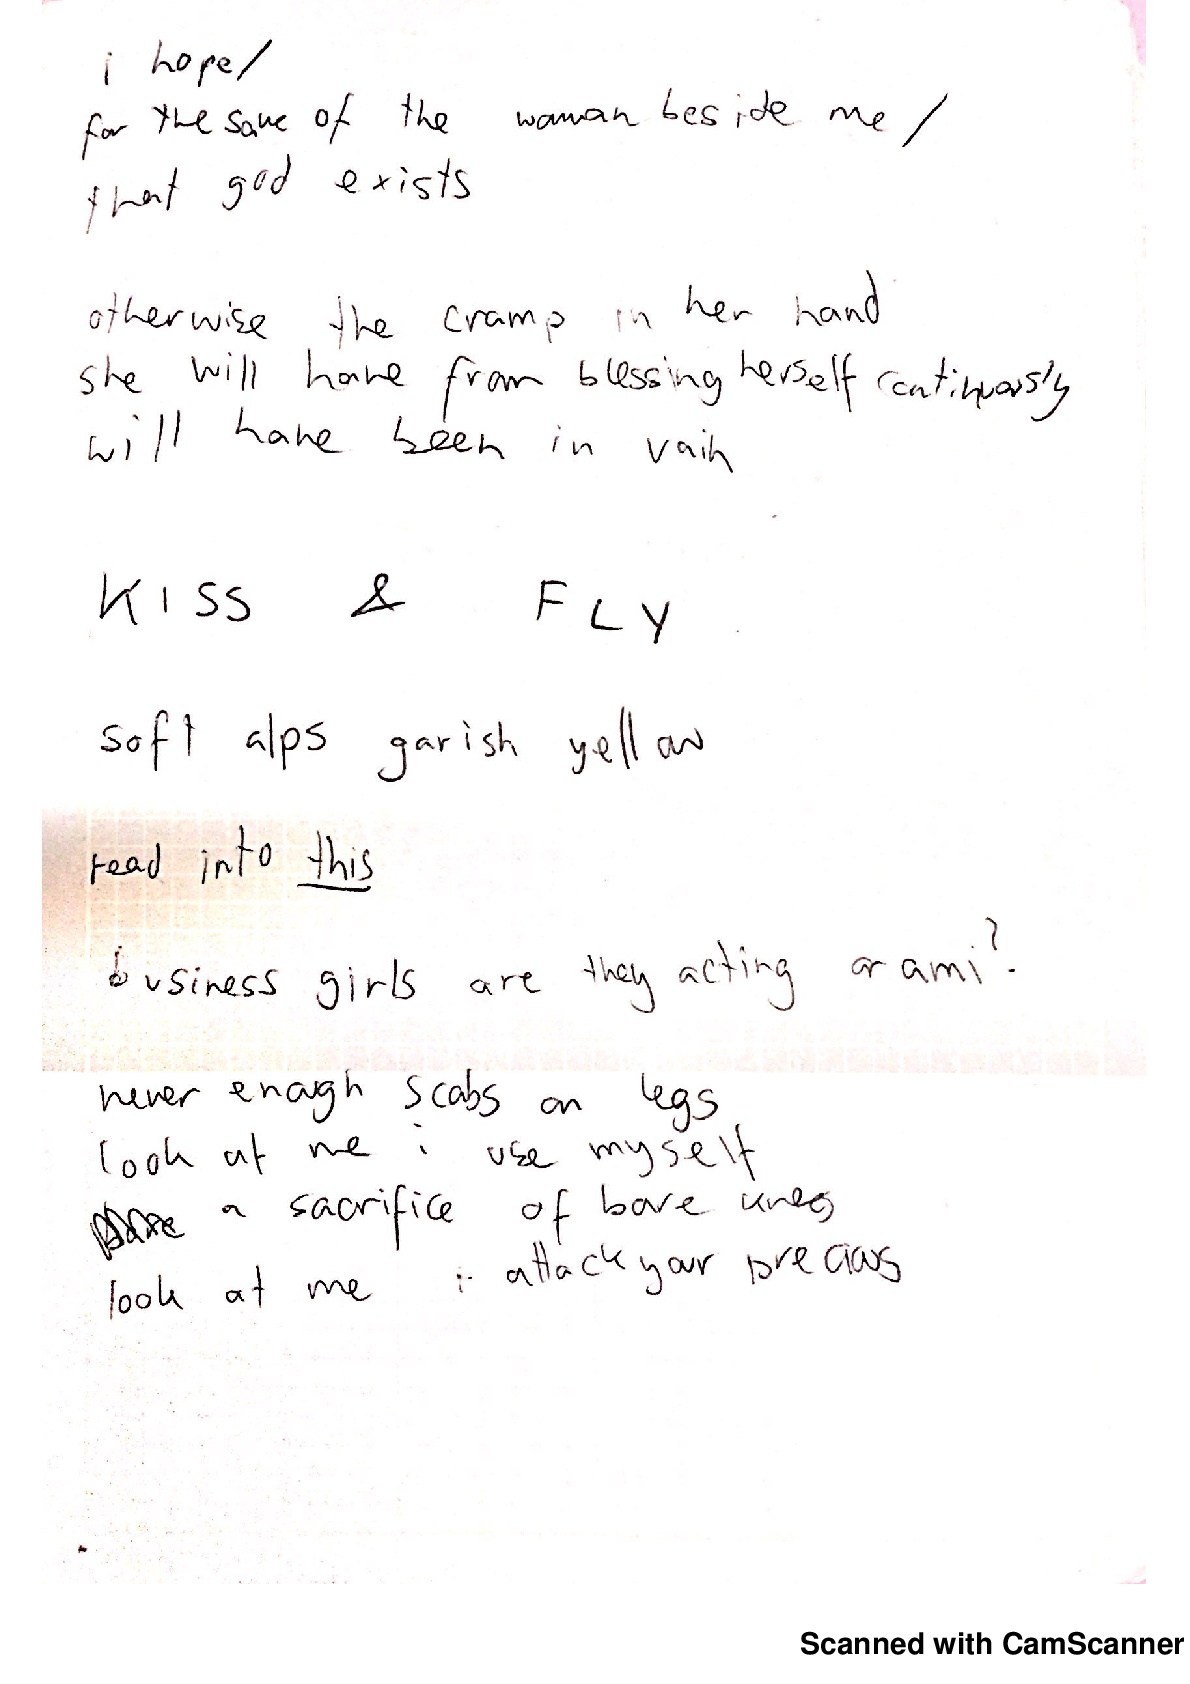 i hope/
for the sake of the woman beside me/
that god exists
otherwise the cramp in her hand
she will have from blessing herself continuously
will have been in vain
KISS & FLY
soft alps garish yellow
read into this
business girls are they acting or am i?
never enough scabs on legs
look at me i use myself
a sacrifice of bare knees
look at me i attack your precious
Scanned with CamScanner